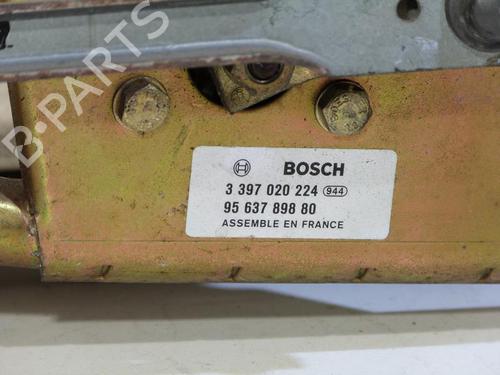 B-PARTS
BOSCH
3 397 020 224 944
95 637 898 80
ASSEMBLE EN FRANCE